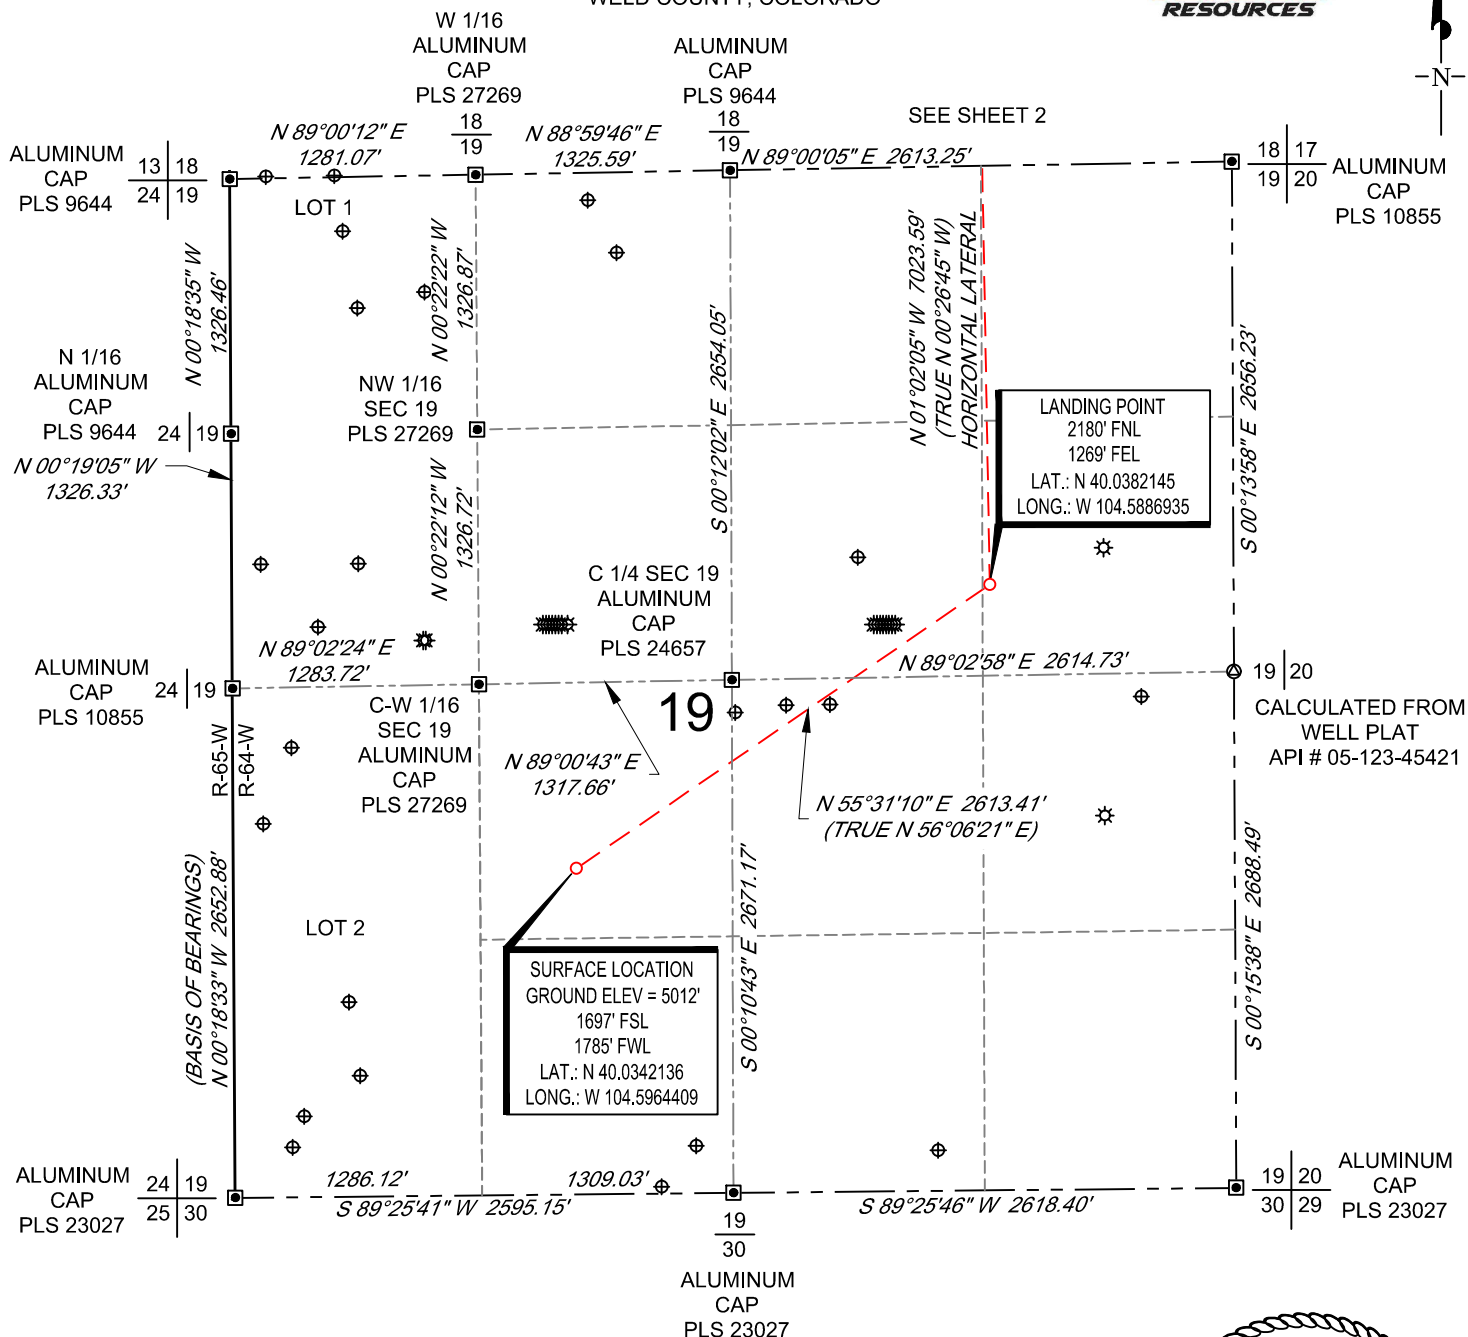 WELD COUNTY, COLORADO
RESOURCES
N
W 1/16
ALUMINUM
CAP
PLS 27269
18
19
ALUMINUM
CAP
PLS 9644
18
19
SEE SHEET 2
ALUMINUM
CAP
PLS 9644
13 18
24 19
N 89°00'12" E
1281.07'
N 88°59'46" E
1325.59'
N 89°00'05" E 2613.25'
18 17
19 20
ALUMINUM
CAP
PLS 10855
LOT 1
N 00°18'35" W
1326.46'
N 00°22'22" W
1326.87'
S 00°12'02" E 2654.05'
N 01°02'05" W 7023.59'
(TRUE N 00°26'45" W)
HORIZONTAL LATERAL
S 00°13'58" E 2656.23'
N 1/16
ALUMINUM
CAP
PLS 9644
24 19
NW 1/16
SEC 19
PLS 27269
N 00°19'05" W
1326.33'
LANDING POINT
2180' FNL
1269' FEL
LAT.: N 40.0382145
LONG.: W 104.5886935
N 00°22'12" W
1326.72'
C 1/4 SEC 19
ALUMINUM
CAP
PLS 24657
N 89°02'24" E
1283.72'
N 89°02'58" E 2614.73'
ALUMINUM
CAP
PLS 10855
24 19
19 20
CALCULATED FROM
WELL PLAT
API # 05-123-45421
C-W 1/16
SEC 19
ALUMINUM
CAP
PLS 27269
19
R-65-W
R-64-W
N 89°00'43" E
1317.66'
N 55°31'10" E 2613.41'
(TRUE N 56°06'21" E)
(BASIS OF BEARINGS)
N 00°18'33" W 2652.88'
S 00°10'43" E 2671.17'
S 00°15'38" E 2688.49'
LOT 2
SURFACE LOCATION
GROUND ELEV = 5012'
1697' FSL
1785' FWL
LAT.: N 40.0342136
LONG.: W 104.5964409
ALUMINUM
CAP
PLS 23027
24 19
25 30
1286.12'
1309.03'
S 89°25'41" W 2595.15'
S 89°25'46" W 2618.40'
19
30
ALUMINUM
CAP
PLS 23027
19 20
30 29
ALUMINUM
CAP
PLS 23027